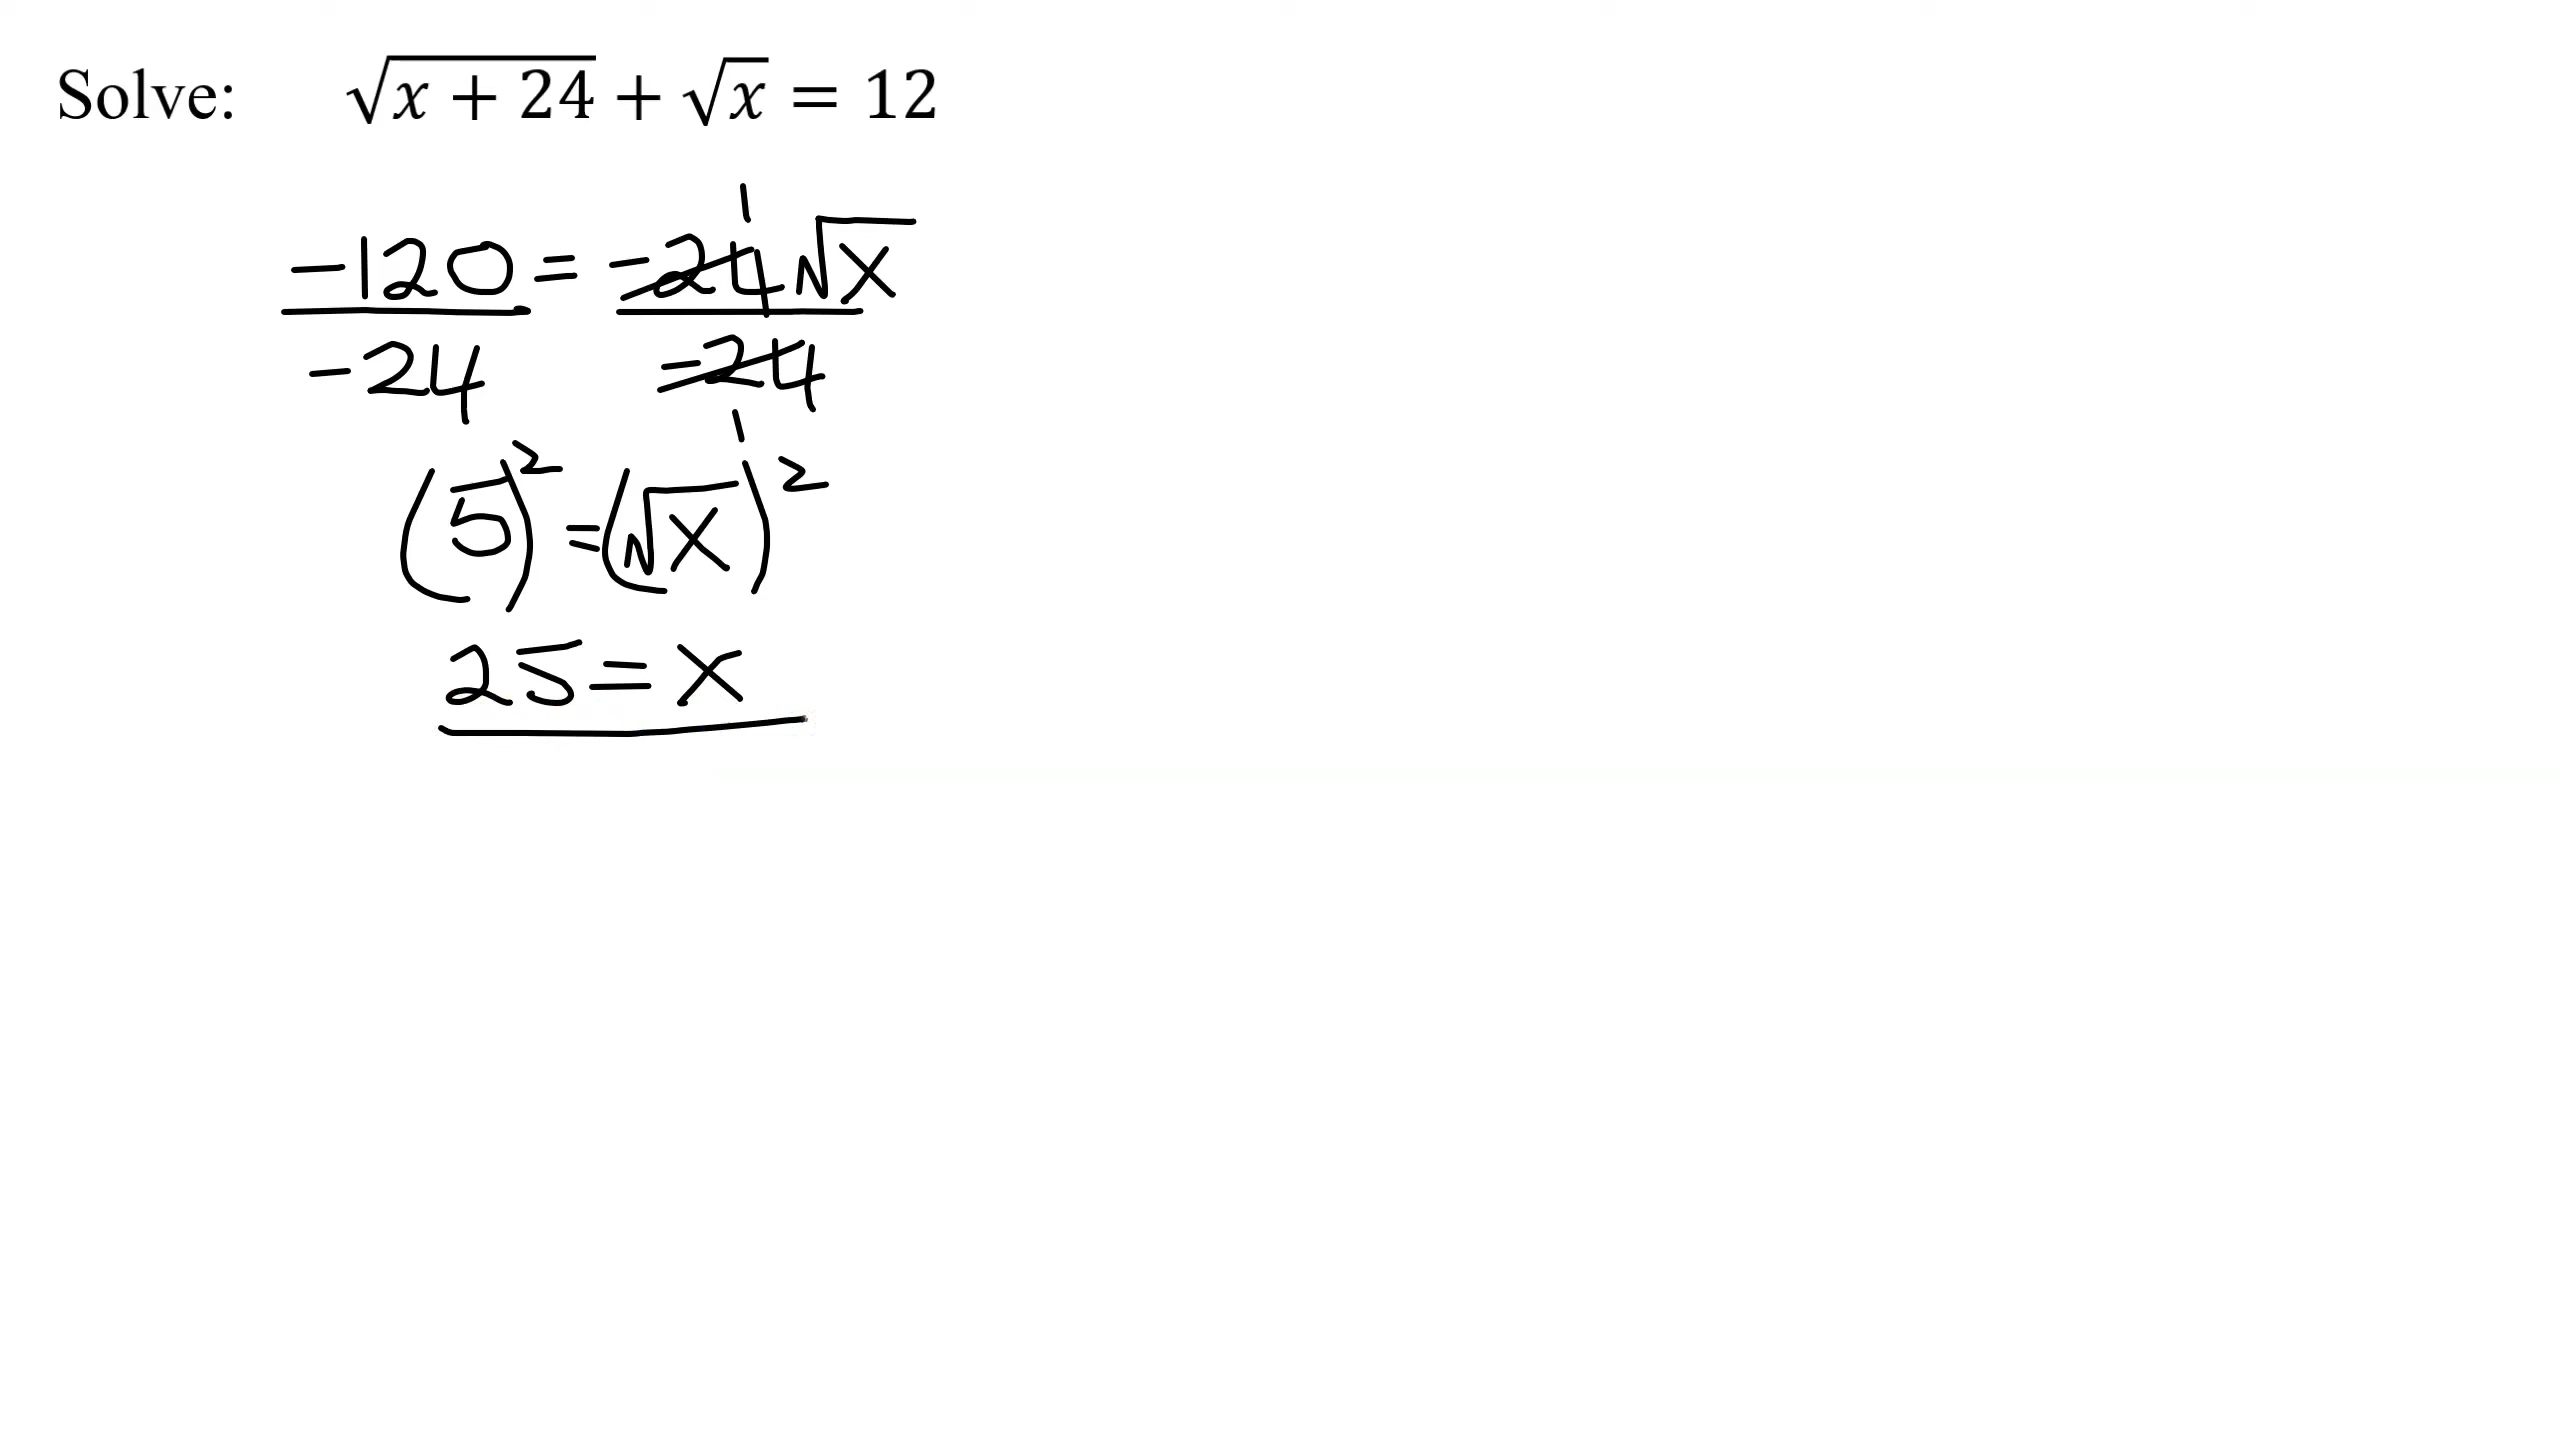 Solve: √(x + 24) + √x = 12
1
-120 = -24√x
-24 -24
1
(5)² = (√x)²
25 = x